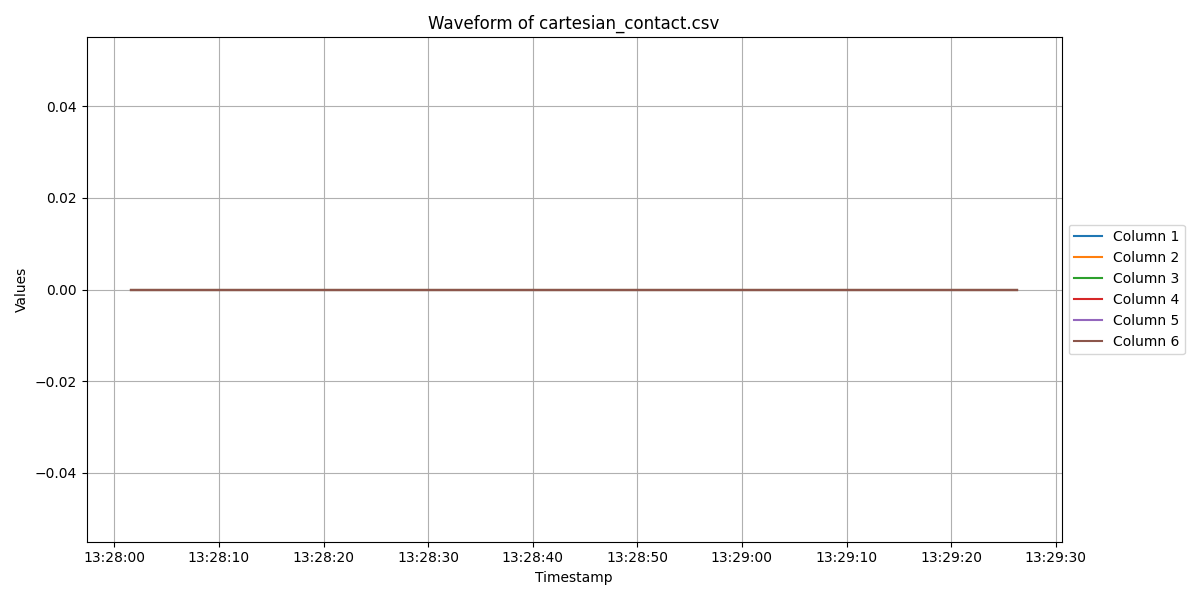 Waveform of cartesian_contact.csv
Values
0.04
0.02
0.00
−0.02
−0.04
13:28:00 13:28:10 13:28:20 13:28:30 13:28:40 13:28:50 13:29:00 13:29:10 13:29:20 13:29:30
Timestamp
Column 1
Column 2
Column 3
Column 4
Column 5
Column 6